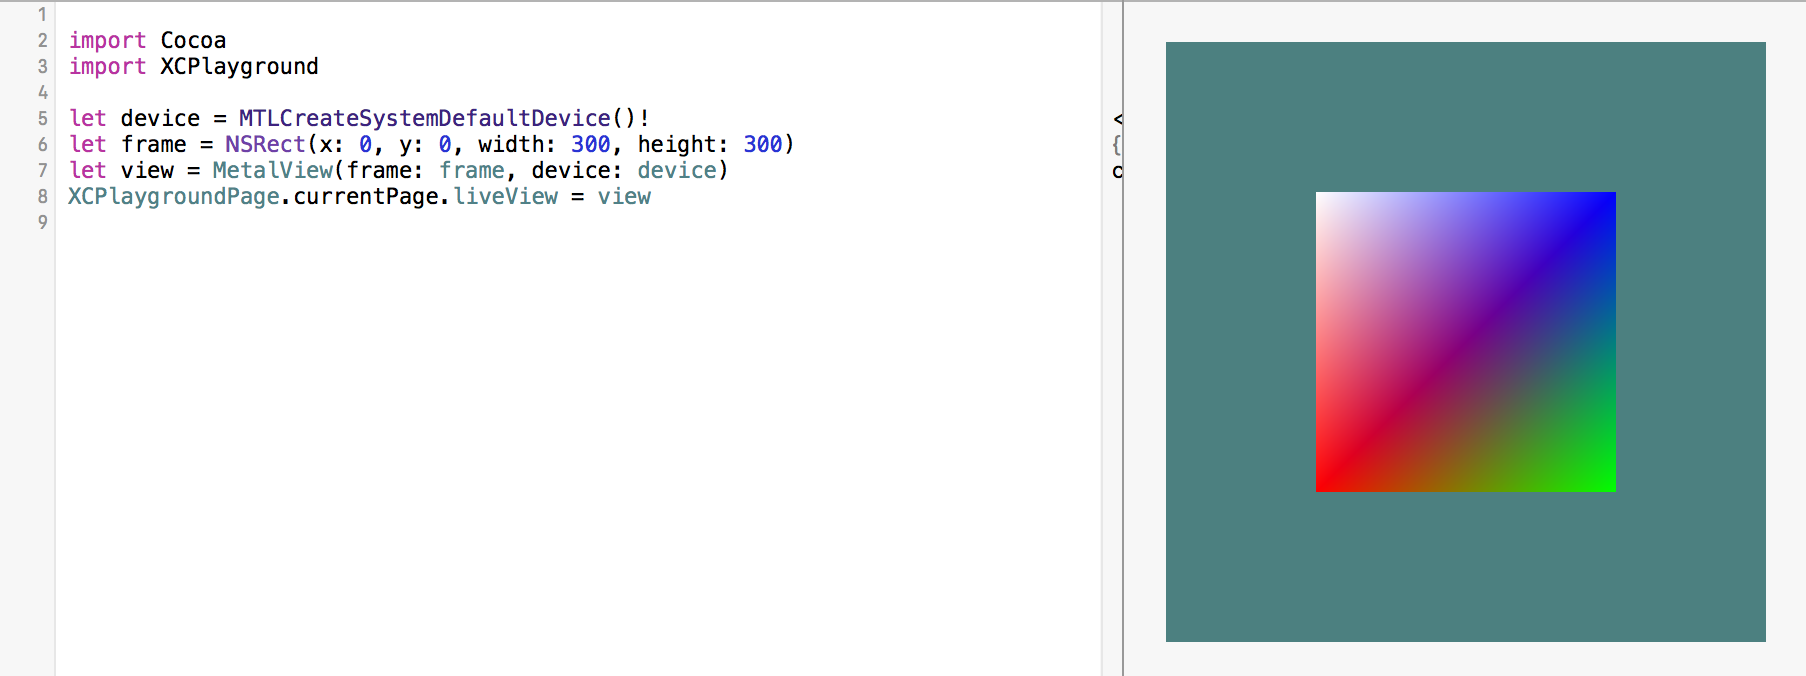 1
2 import Cocoa
3 import XCPlayground
4
5 let device = MTLCreateSystemDefaultDevice()!
6 let frame = NSRect(x: 0, y: 0, width: 300, height: 300)
7 let view = MetalView(frame: frame, device: device)
8 XCPlaygroundPage.currentPage.liveView = view
9
<
{